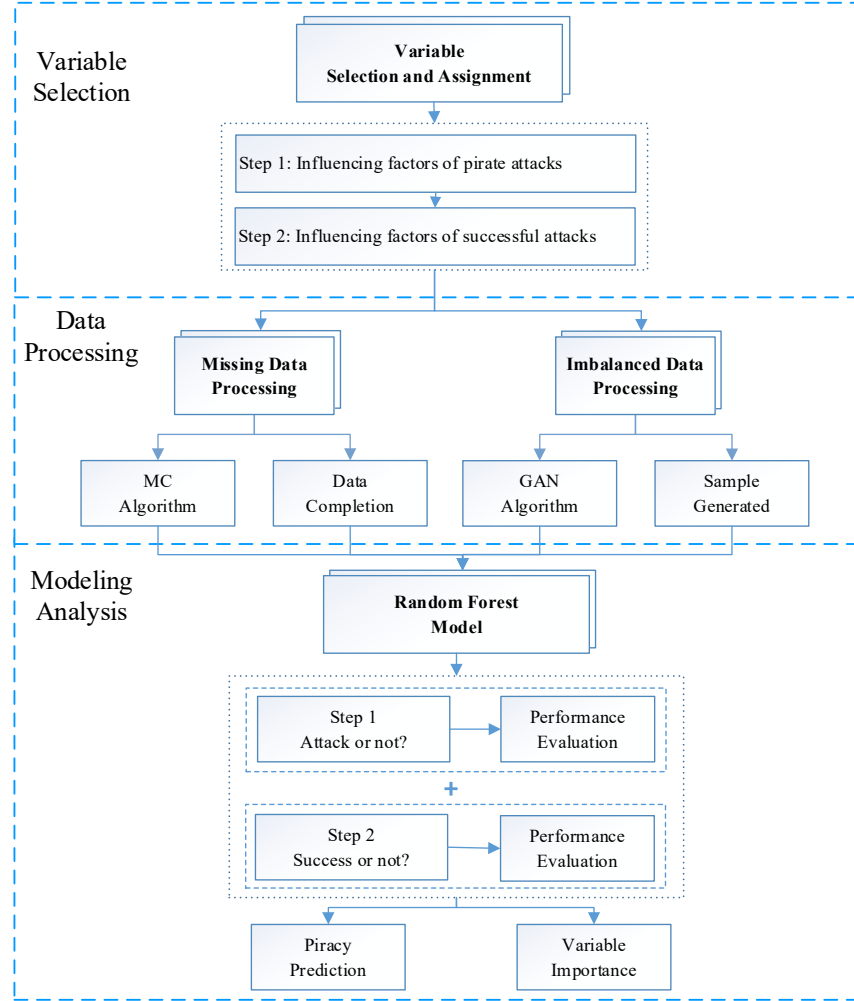 Variable
Selection
Variable
Selection and Assignment
Step 1: Influencing factors of pirate attacks
Step 2: Influencing factors of successful attacks
Data
Processing
Missing Data
Processing
Imbalanced Data
Processing
MC
Algorithm
Data
Completion
GAN
Algorithm
Sample
Generated
Modeling
Analysis
Random Forest
Model
Step 1
Attack or not?
Performance
Evaluation
+
Step 2
Success or not?
Performance
Evaluation
Piracy
Prediction
Variable
Importance